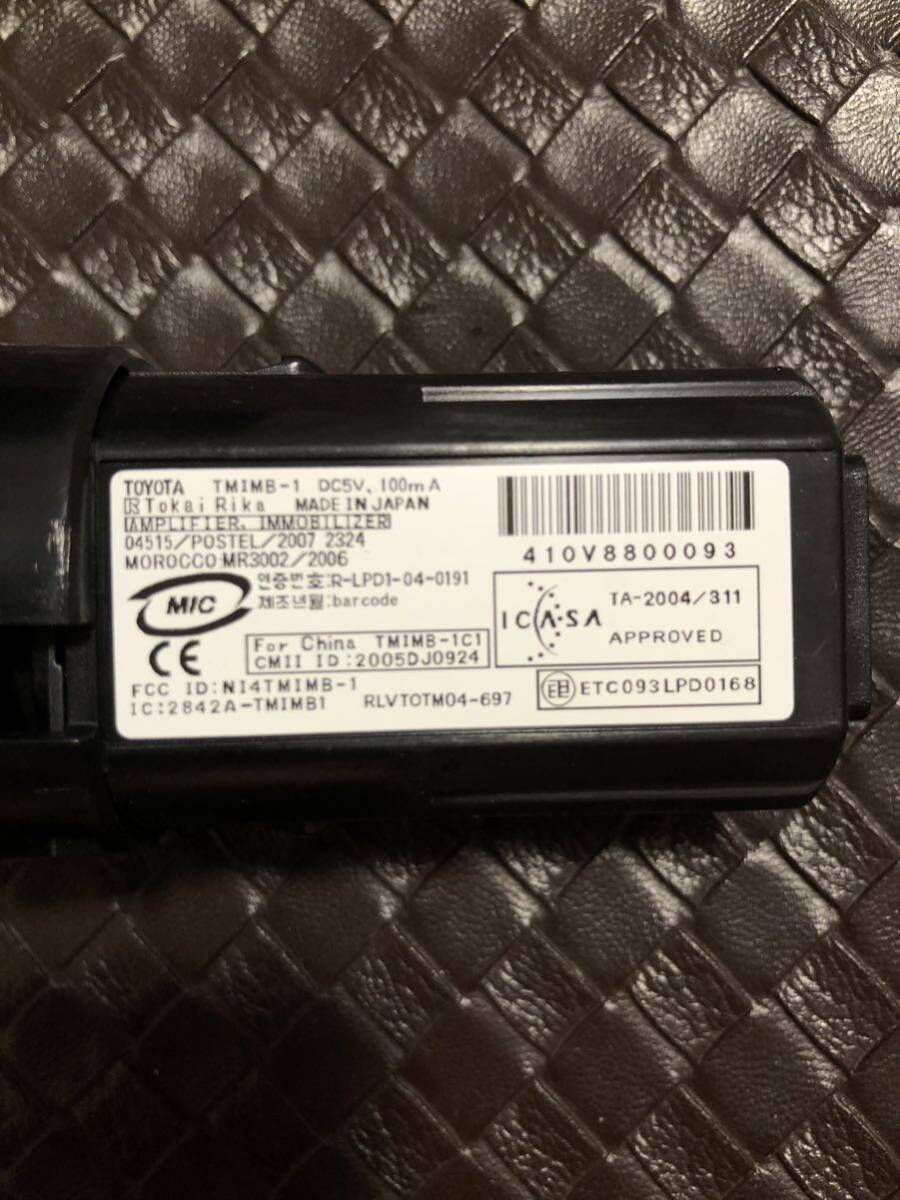 TOYOTA TMIMB-1 DC5V, 100mA
Tokai Rika MADE IN JAPAN
AMPLIFIER, IMMOBILIZER
04515/POSTEL/2007 2324
MOROCCO:MR3002/2006
MIC
인증번호:R-LPD1-04-0191
제조년월:barcode
CE
For China TMIMB-1C1
CMII ID:2005DJ0924
FCC ID:NI4TMIMB-1
IC:2842A-TMIMB1 RLVTOTM04-697
410V8800093
ICASA
TA-2004/311
APPROVED
ETC093LPD0168